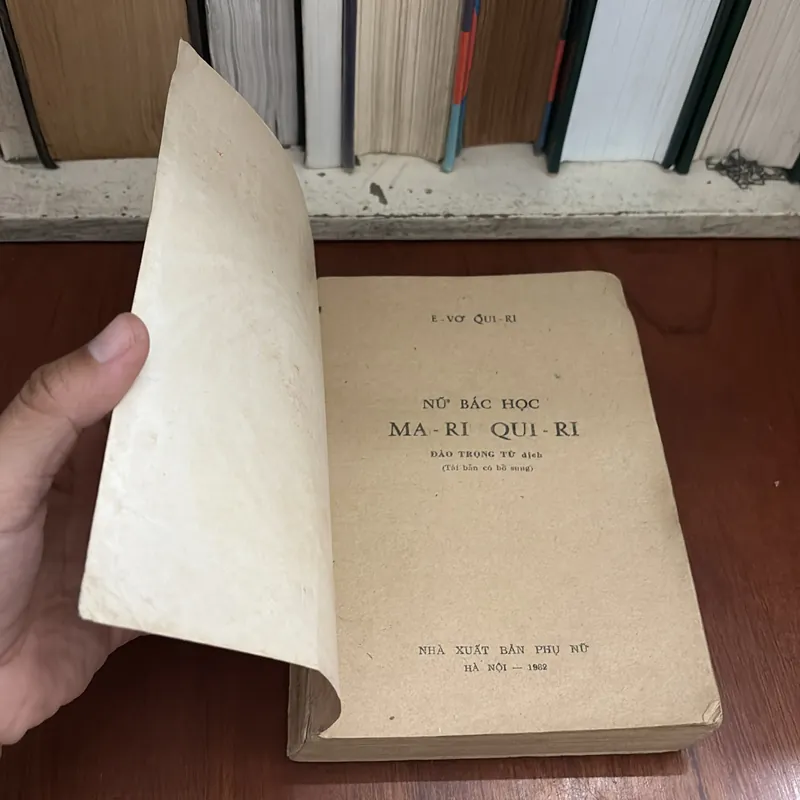 E-VƠ QUI-RI
NỮ BÁC HỌC
MA-RI QUI-RI
ĐÀO TRỌNG TỪ dịch
(Tái bản có bổ sung)
NHÀ XUẤT BẢN PHỤ NỮ
HÀ NỘI — 1982